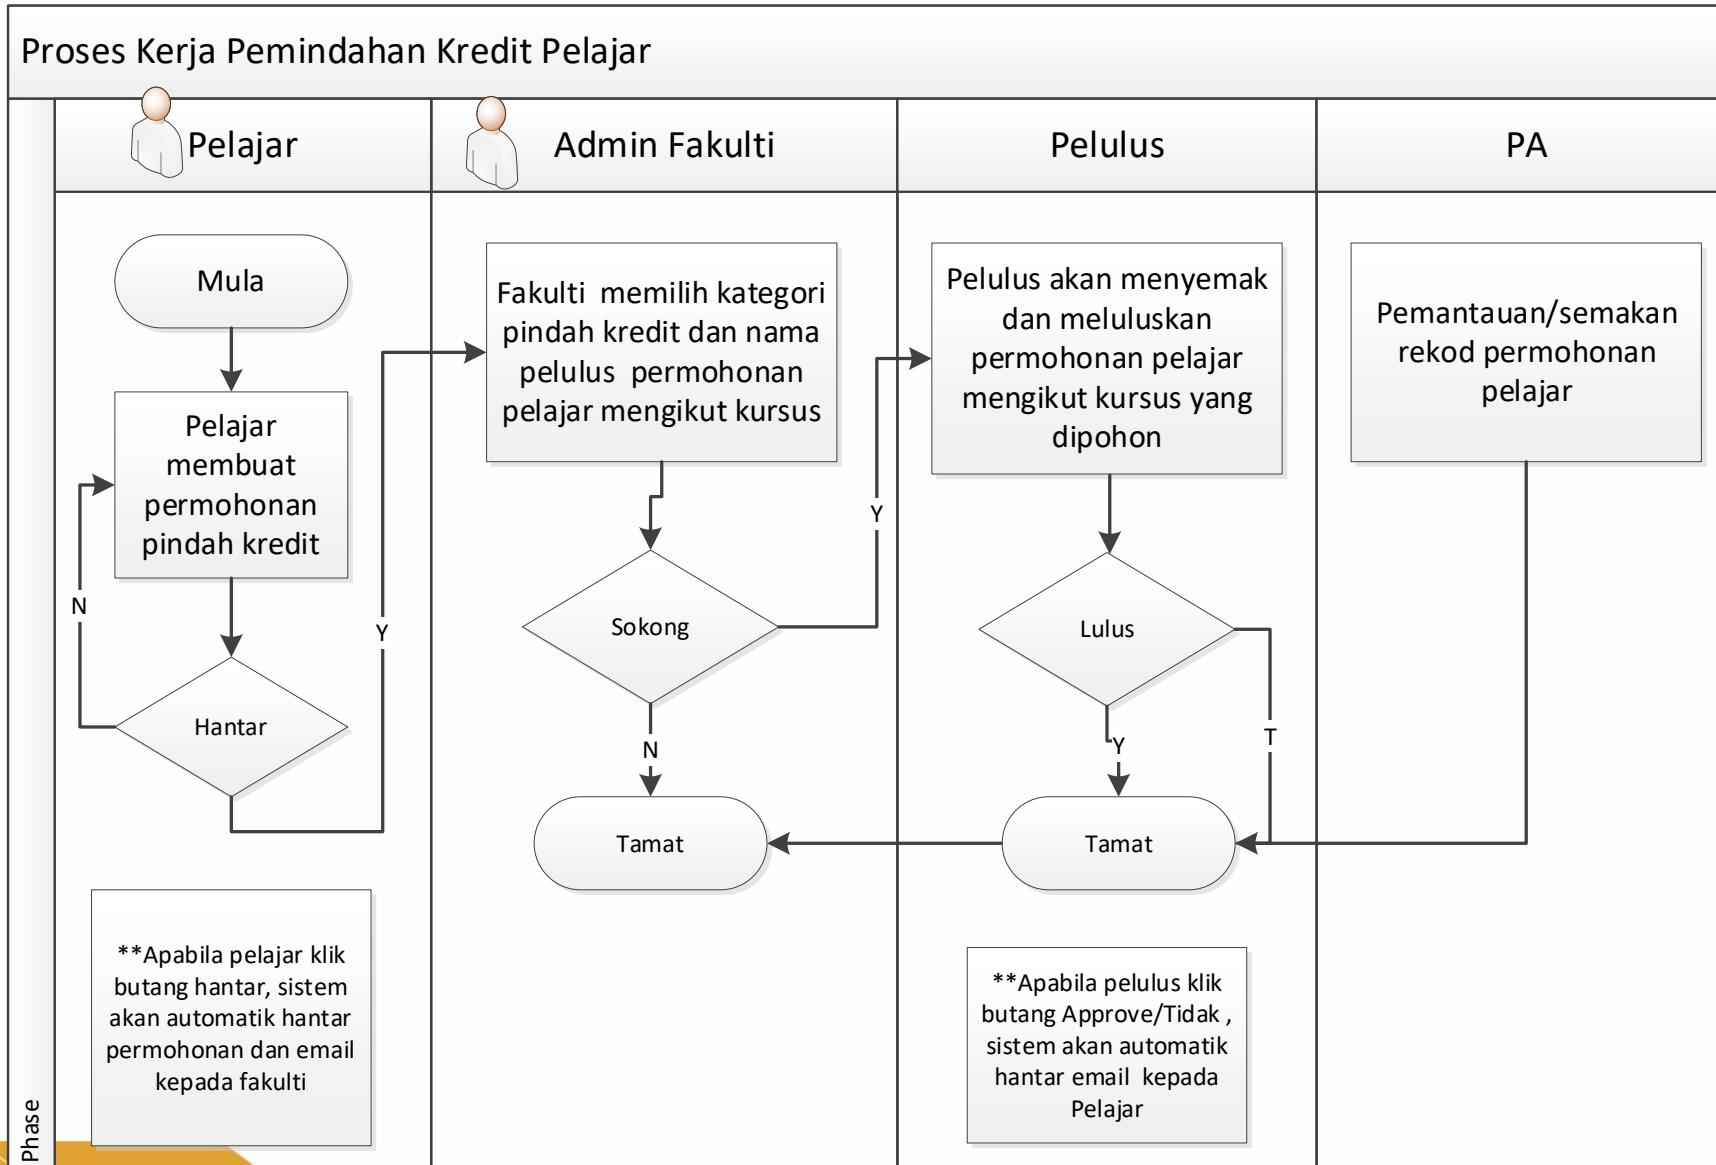 Proses Kerja Pemindahan Kredit Pelajar
Pelajar
Admin Fakulti
Pelulus
PA
Mula
Pelajar
membuat
permohonan
pindah kredit
N
Hantar
Y
**Apabila pelajar klik
butang hantar, sistem
akan automatik hantar
permohonan dan email
kepada fakulti
Fakulti memilih kategori
pindah kredit dan nama
pelulus permohonan
pelajar mengikut kursus
Sokong
Y
N
Tamat
Pelulus akan menyemak
dan meluluskan
permohonan pelajar
mengikut kursus yang
dipohon
Lulus
Y
T
Tamat
**Apabila pelulus klik
butang Approve/Tidak ,
sistem akan automatik
hantar email kepada
Pelajar
Pemantauan/semakan
rekod permohonan
pelajar
Phase